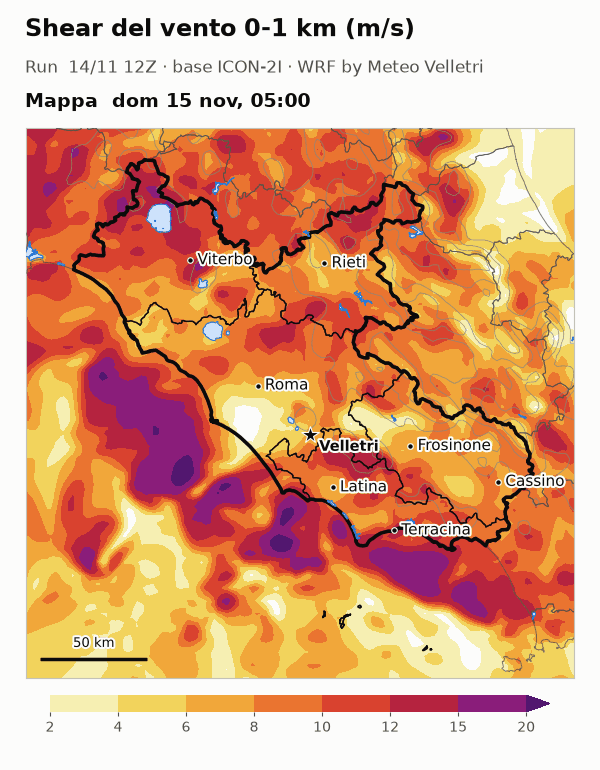 Shear del vento 0-1 km (m/s)
Run  14/11 12Z · base ICON-2I · WRF by Meteo Velletri
Mappa  dom 15 nov, 05:00
Viterbo
Rieti
Roma
Velletri
Frosinone
Cassino
Latina
Terracina
50 km
2 4 6 8 10 12 15 20